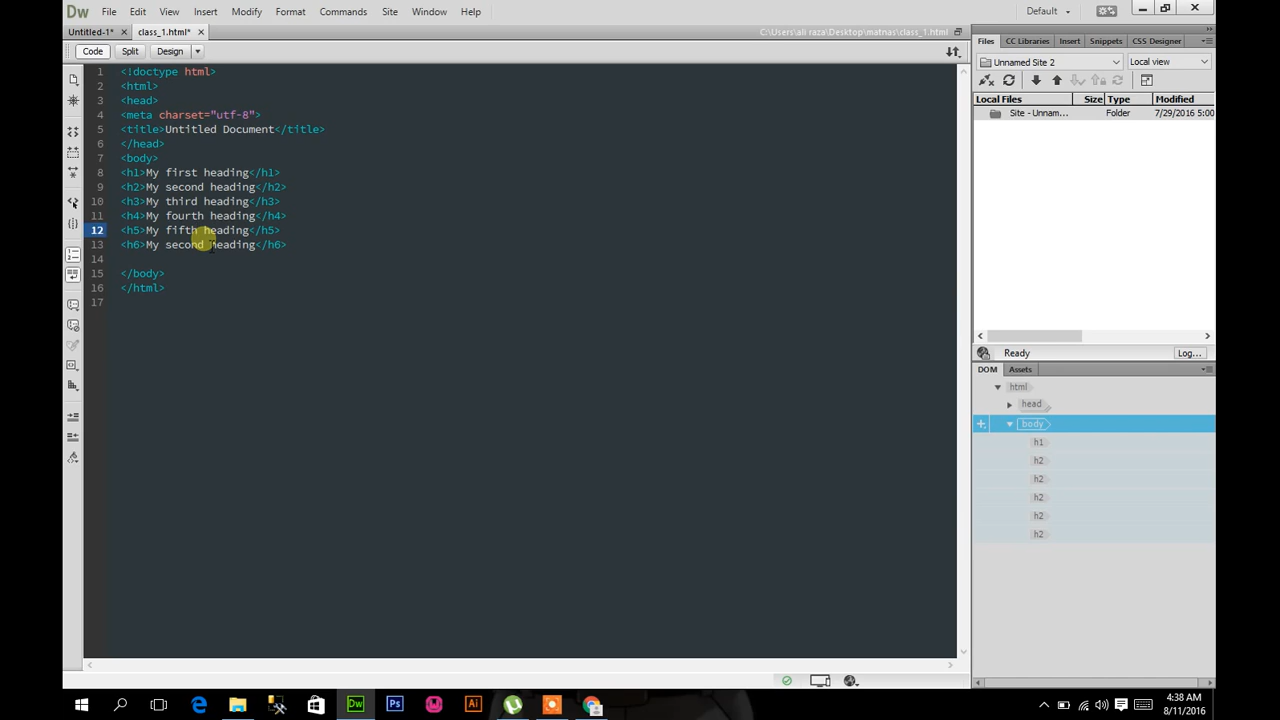 Dw File Edit View Insert Modify Format Commands Site Window Help Default
Untitled-1* × class_1.html* × C:\Users\ali raza\Desktop\matnas\class_1.html
Code Split Design
Files CC Libraries Insert Snippets CSS Designer
Unnamed Site 2 Local view
Local Files Size Type Modified
Site - Unnam... Folder 7/29/2016 5:00
1 <!doctype html>
2 <html>
3 <head>
4 <meta charset="utf-8">
5 <title>Untitled Document</title>
6 </head>
7 <body>
8 <h1>My first heading</h1>
9 <h2>My second heading</h2>
10 <h3>My third heading</h3>
11 <h4>My fourth heading</h4>
12 <h5>My fifth heading</h5>
13 <h6>My second heading</h6>
14
15 </body>
16 </html>
17
Ready Log...
DOM Assets
html
head
body
h1
h2
h2
h2
h2
h2
Dw Ps Ai
4:38 AM
8/11/2016